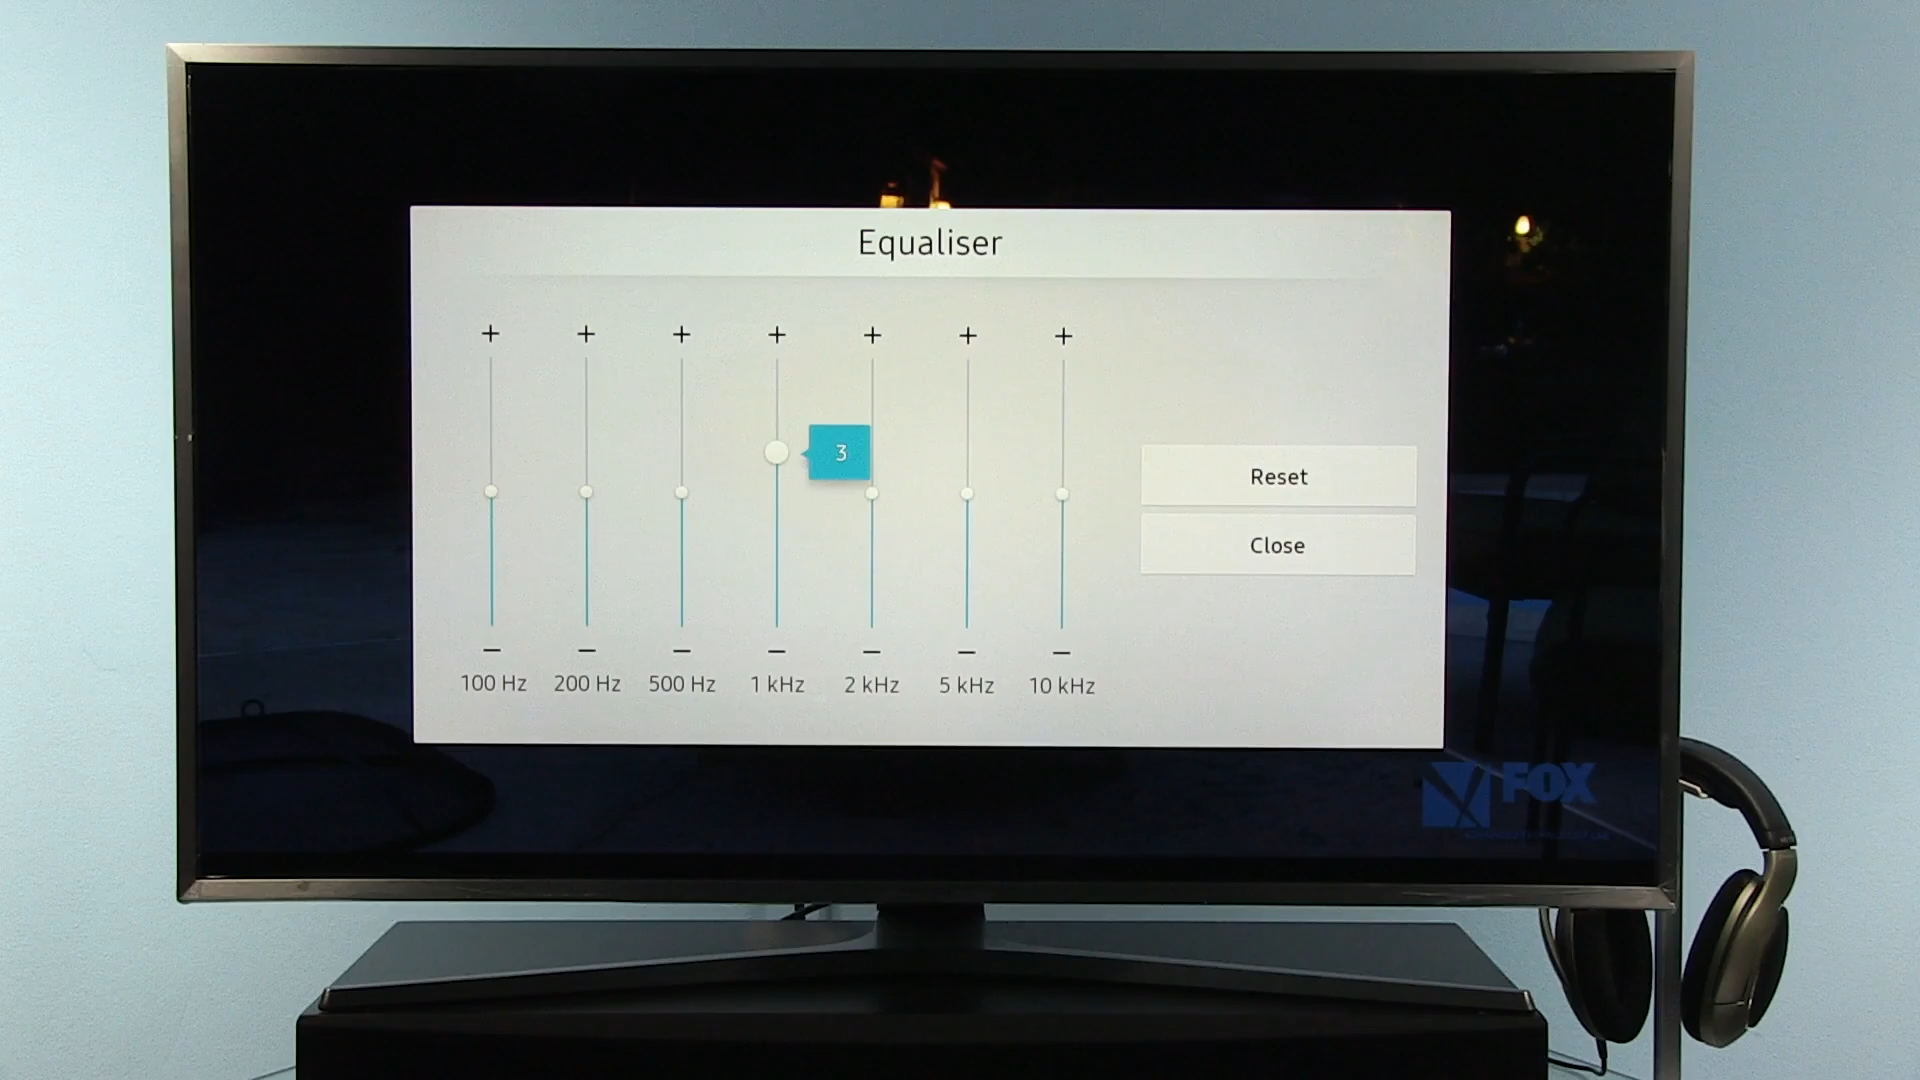 Equaliser
+ + + + + + +
3
Reset
Close
− − − − − − −
100 Hz 200 Hz 500 Hz 1 kHz 2 kHz 5 kHz 10 kHz
FOX